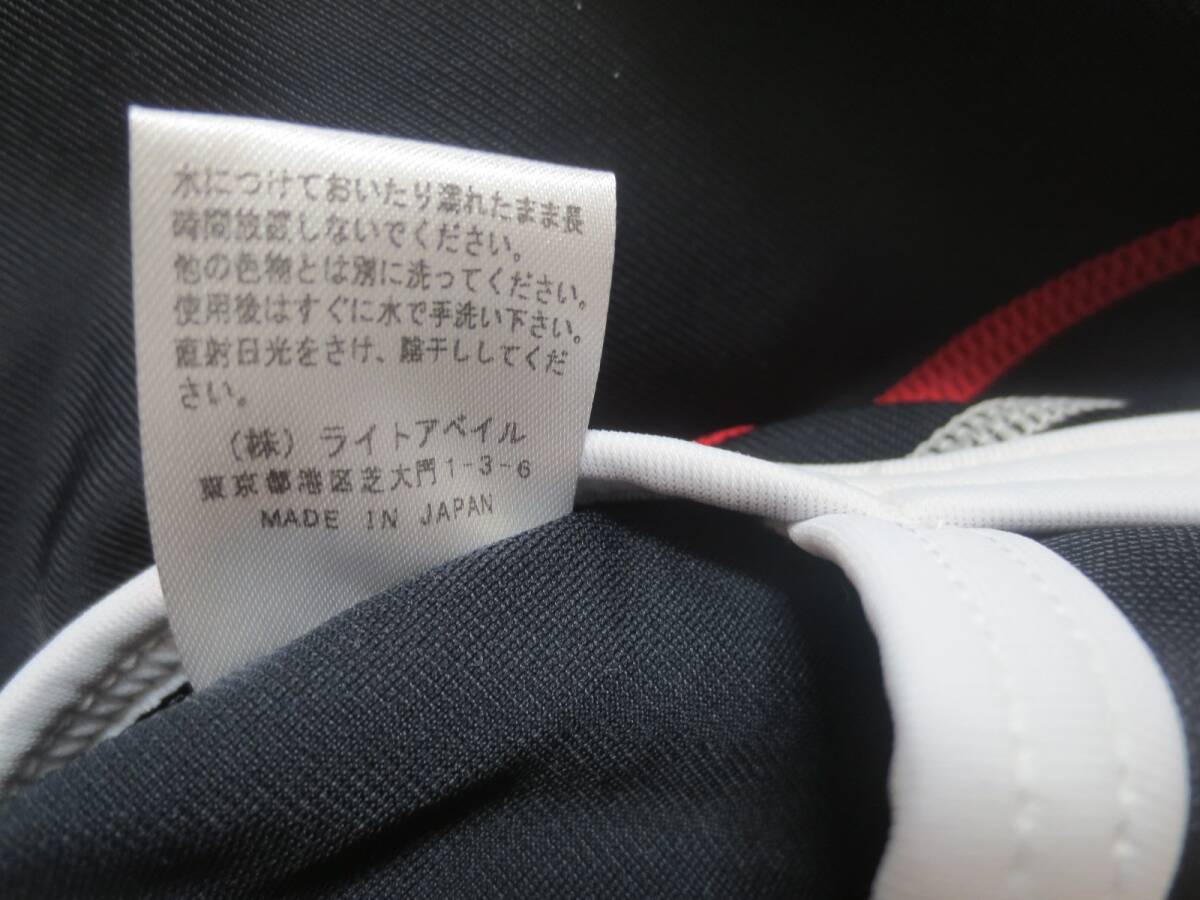 水につけておいたり濡れたまま長
時間放置しないでください。
他の色物とは別に洗ってください。
使用後はすぐに水で手洗い下さい。
直射日光をさけ、陰干ししてくだ
さい。
（株）ライトアベイル
東京都港区芝大門1-3-6
MADE IN JAPAN